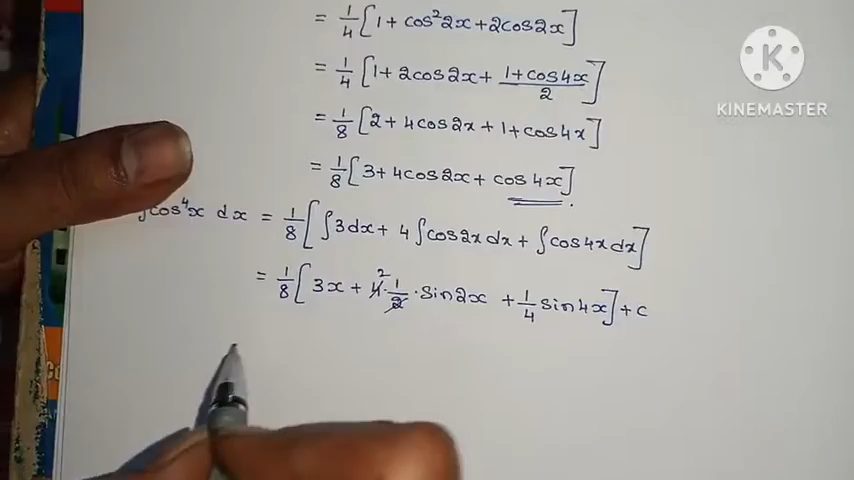 = 1/4 [1 + cos²2x + 2cos2x]
= 1/4 [1 + 2cos2x + (1+cos4x)/2]
= 1/8 [2 + 4cos2x + 1 + cos4x]
= 1/8 [3 + 4cos2x + cos4x].
∫cos⁴x dx = 1/8 [∫3dx + 4∫cos2x dx + ∫cos4x dx]
= 1/8 [3x + 4² · 1/2 · sin2x + 1/4 sin4x] + c
K
KINEMASTER